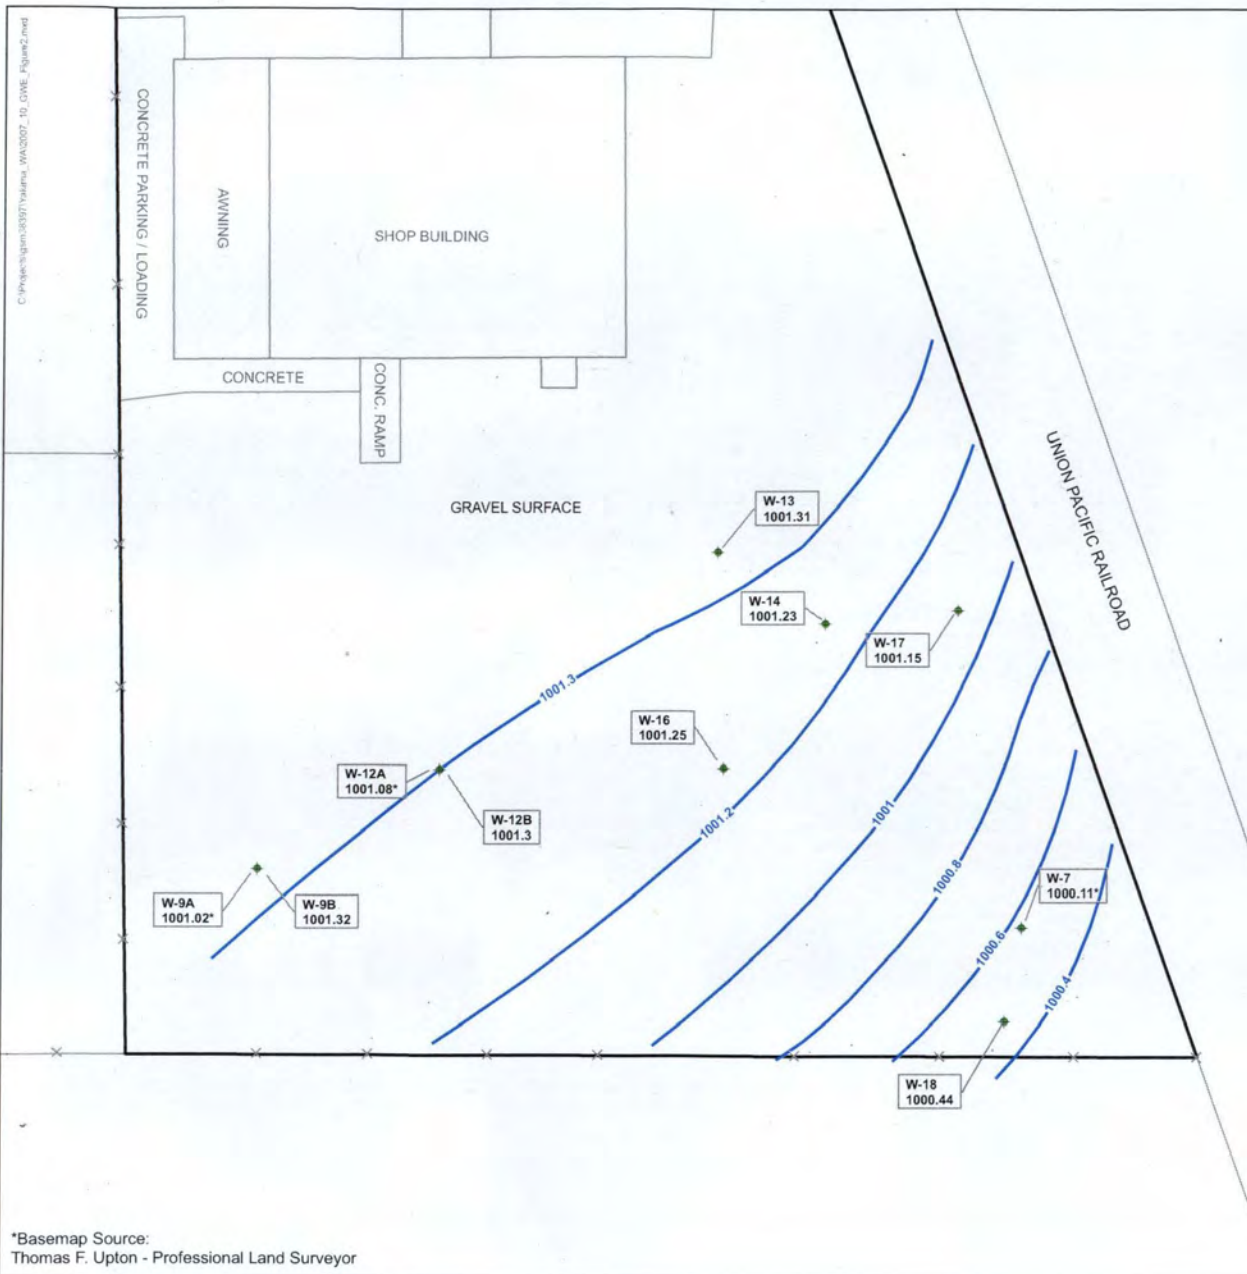 CONCRETE PARKING / LOADING
AWNING
SHOP BUILDING
CONCRETE
CONC. RAMP
GRAVEL SURFACE
UNION PACIFIC RAILROAD
W-13
1001.31
W-14
1001.23
W-17
1001.15
1001.3
W-16
1001.25
W-12A
1001.08*
W-12B
1001.3
1001.2
1001
1000.8
W-9A
1001.02*
W-9B
1001.32
W-7
1000.11*
1000.6
1000.4
W-18
1000.44
*Basemap Source:
Thomas F. Upton - Professional Land Surveyor